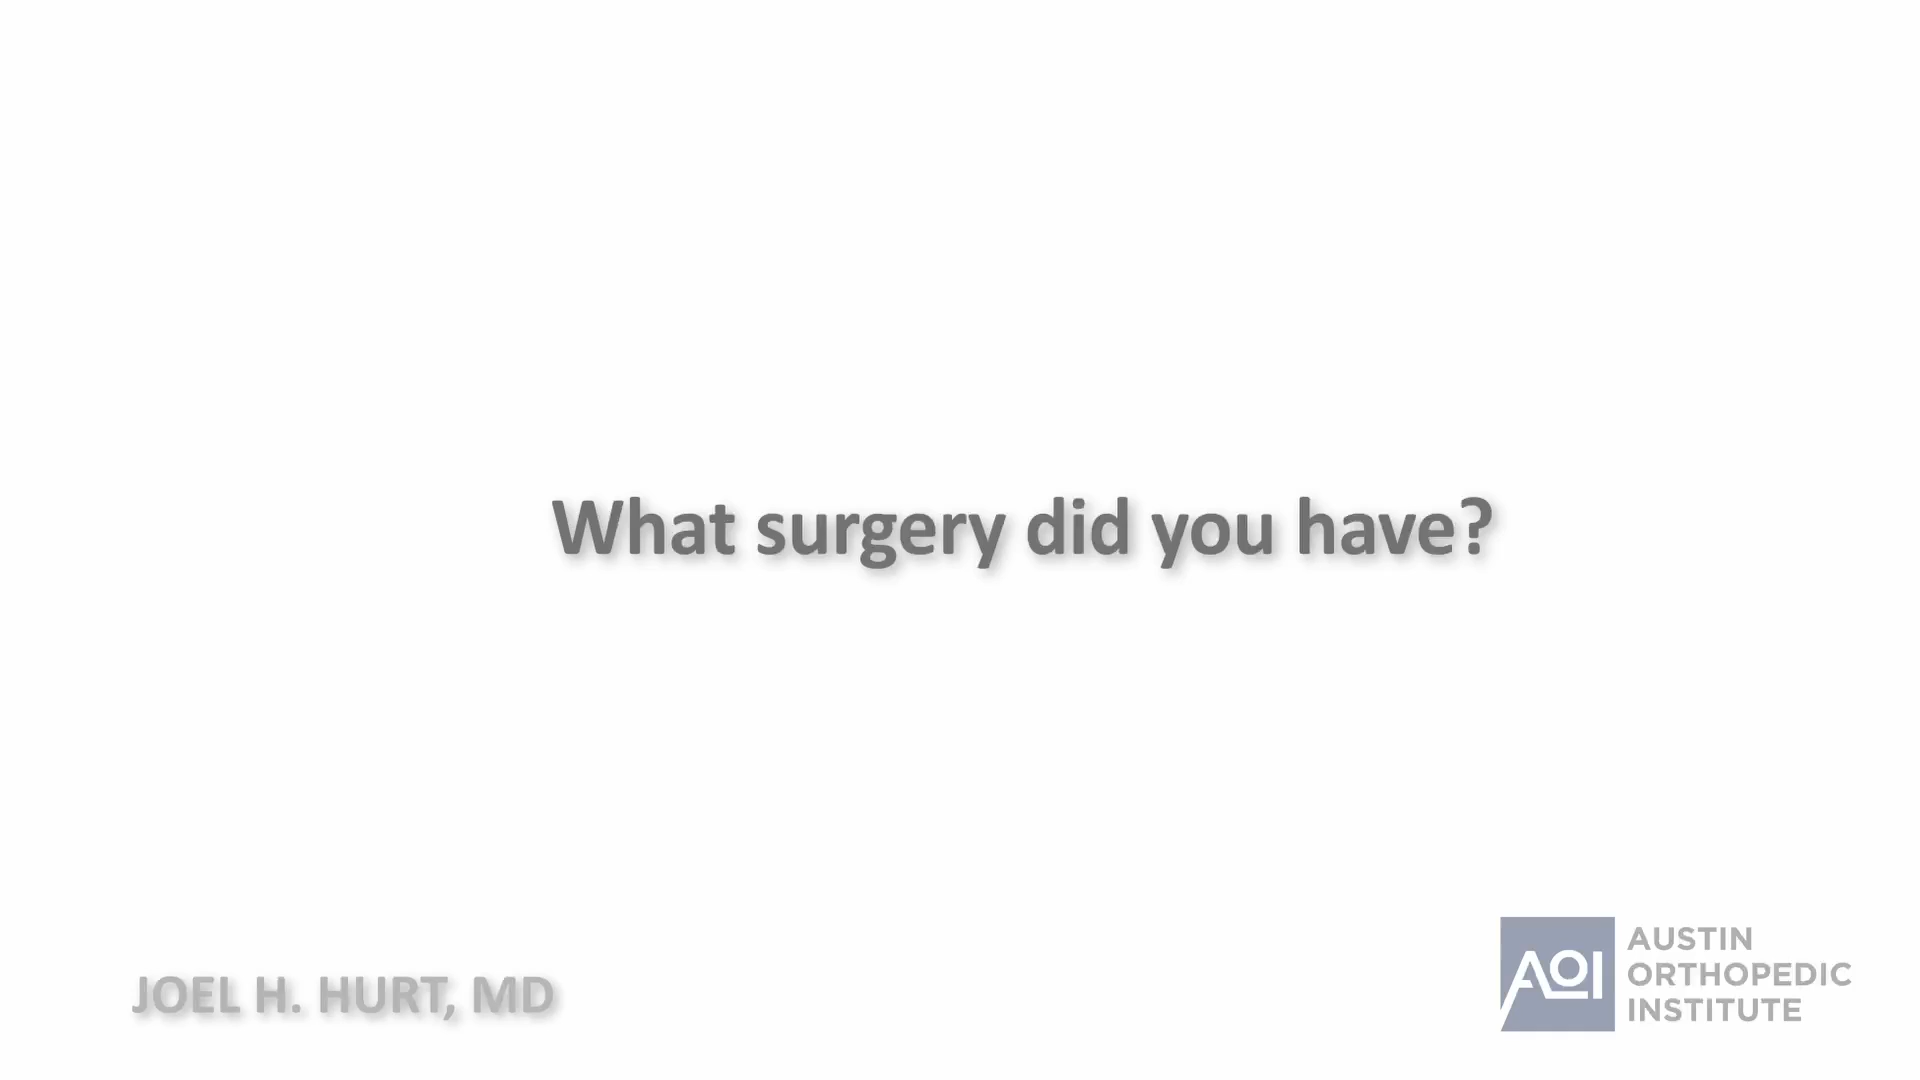 What surgery did you have?
JOEL H. HURT, MD
AOI
AUSTIN
ORTHOPEDIC
INSTITUTE